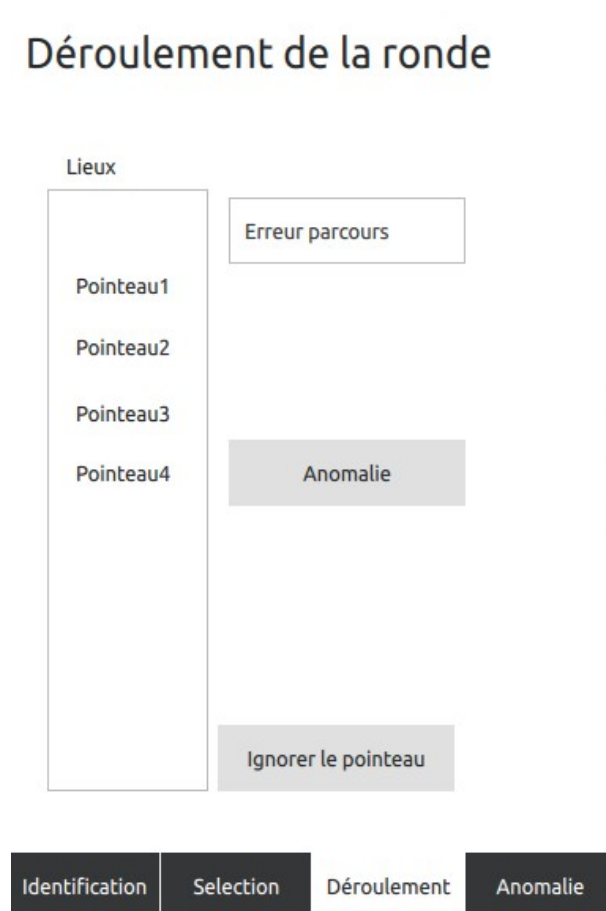 Déroulement de la ronde
Lieux
Erreur parcours
Pointeau1
Pointeau2
Pointeau3
Pointeau4
Anomalie
Ignorer le pointeau
Identification
Selection
Déroulement
Anomalie